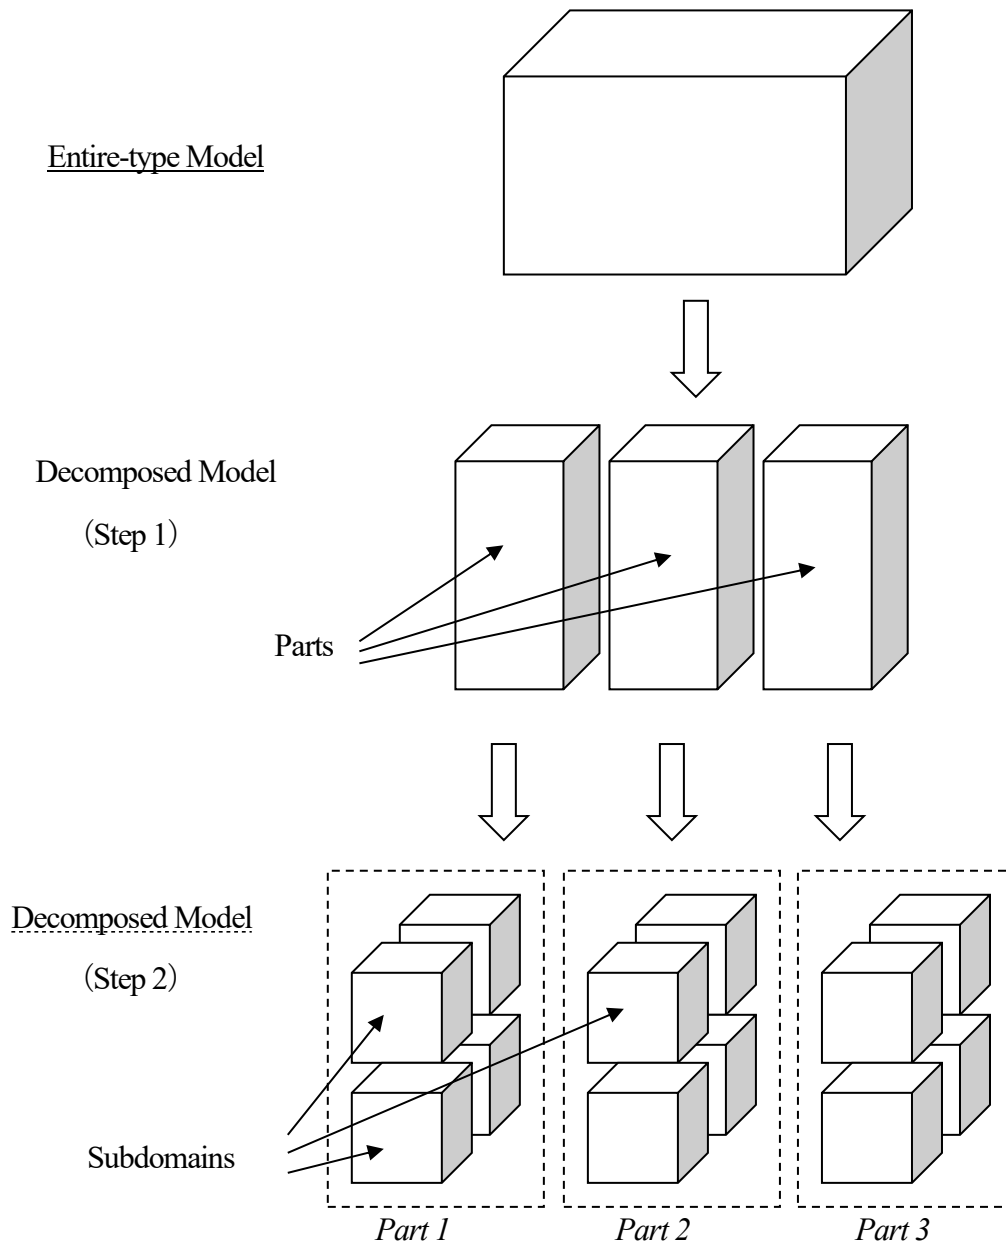 Entire-type Model
Decomposed Model
（Step 1）
Parts
Decomposed Model
（Step 2）
Subdomains
Part 1
Part 2
Part 3